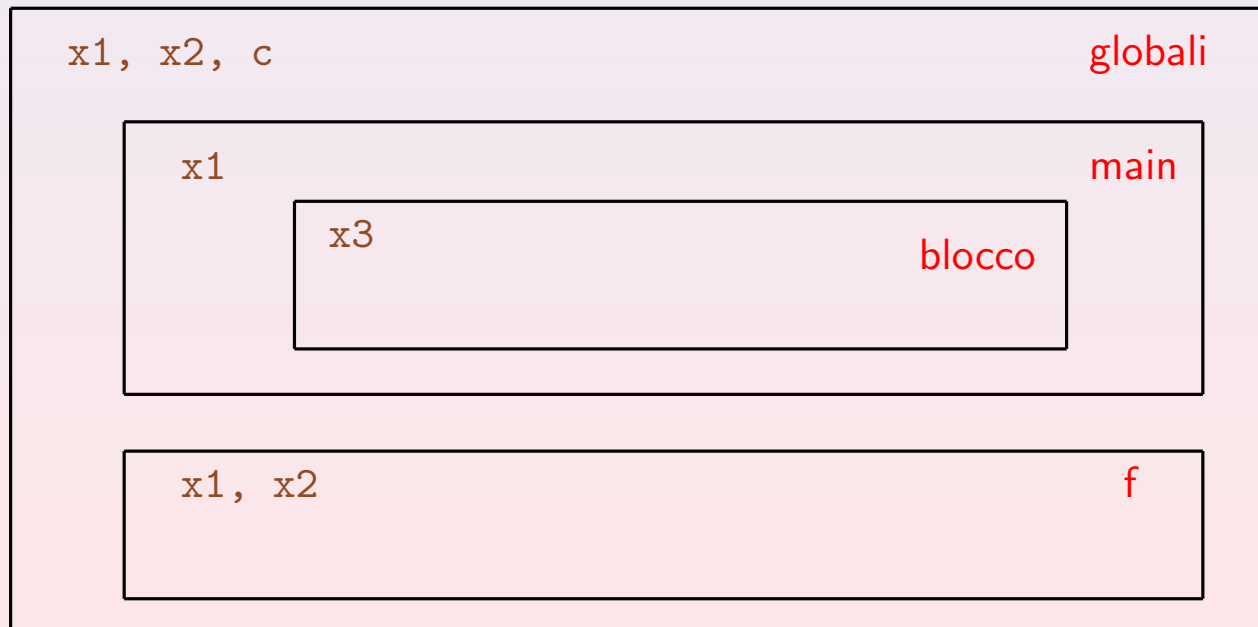 x1, x2, c globali
x1 main
x3
blocco
x1, x2 f